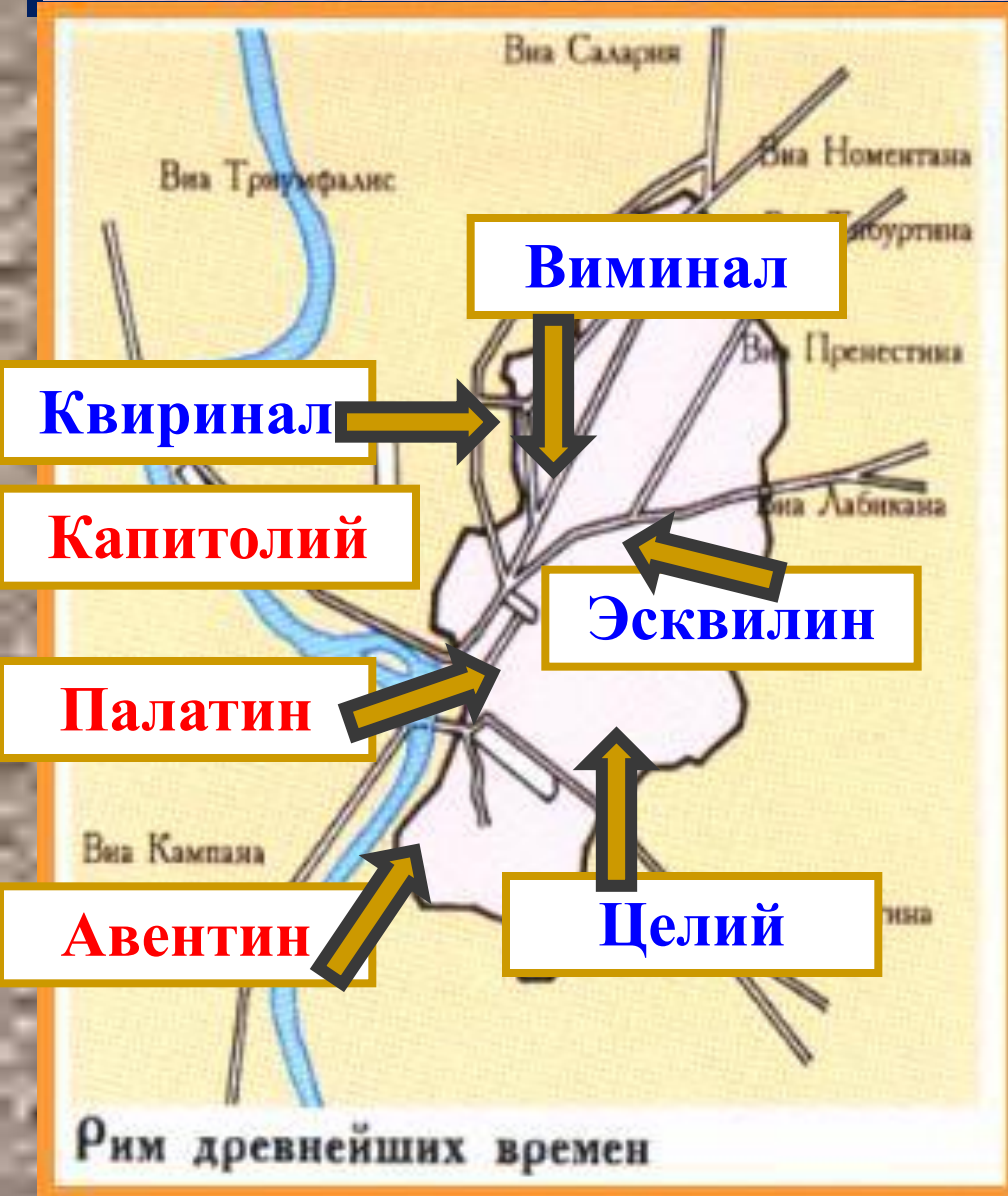 Виа Салария
Виа Номентана
Виа Триумфалис
Виминал
Виа Пренестина
Квиринал
Виа Лабикана
Капитолий
Эсквилин
Палатин
Виа Кампана
Авентин
Целий
Рим древнейших времен